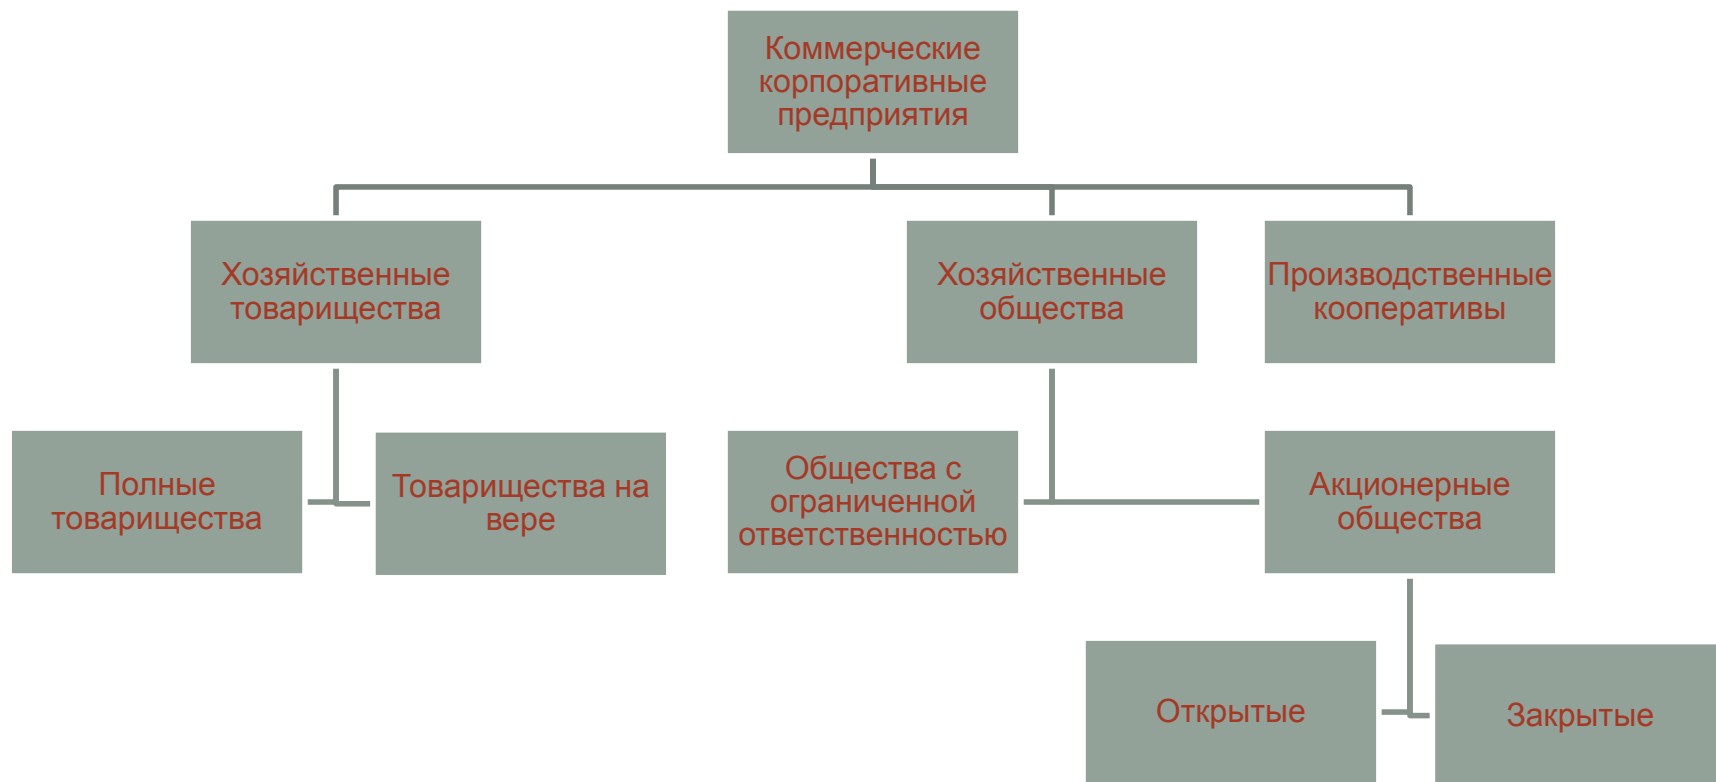 Коммерческие
корпоративные
предприятия
Хозяйственные
товарищества
Хозяйственные
общества
Производственные
кооперативы
Полные
товарищества
Товарищества на
вере
Общества с
ограниченной
ответственностью
Акционерные
общества
Открытые
Закрытые